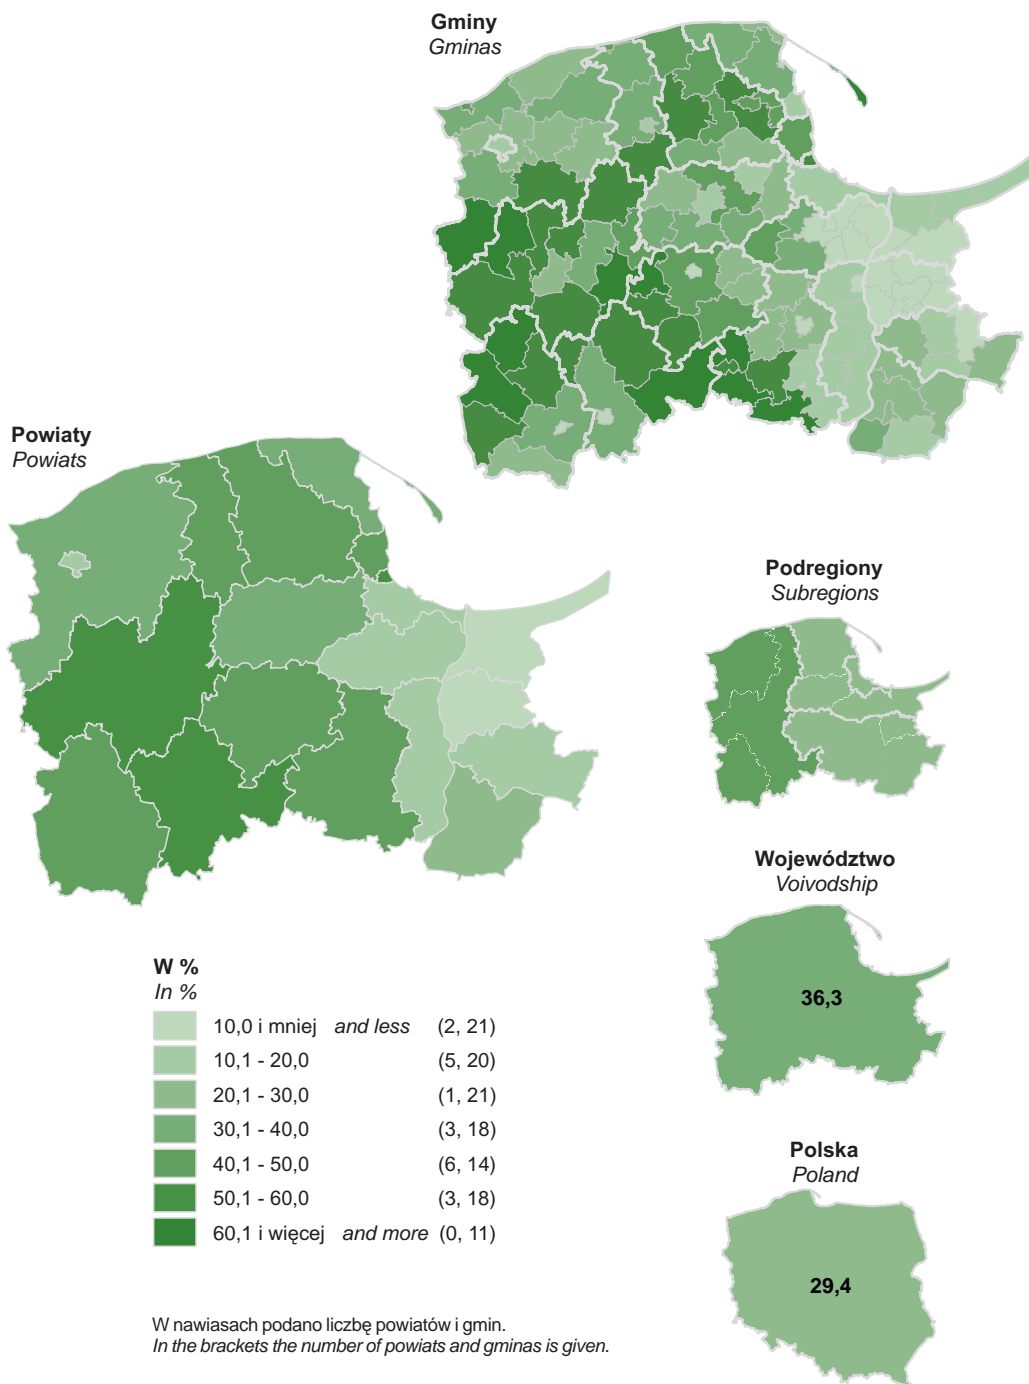 Gminy
Gminas
Powiaty
Powiats
Podregiony
Subregions
Województwo
Voivodship
36,3
W %
In %
10,0 i mniej and less (2, 21)
10,1 - 20,0 (5, 20)
20,1 - 30,0 (1, 21)
30,1 - 40,0 (3, 18)
40,1 - 50,0 (6, 14)
50,1 - 60,0 (3, 18)
60,1 i więcej and more (0, 11)
Polska
Poland
29,4
W nawiasach podano liczbę powiatów i gmin.
In the brackets the number of powiats and gminas is given.